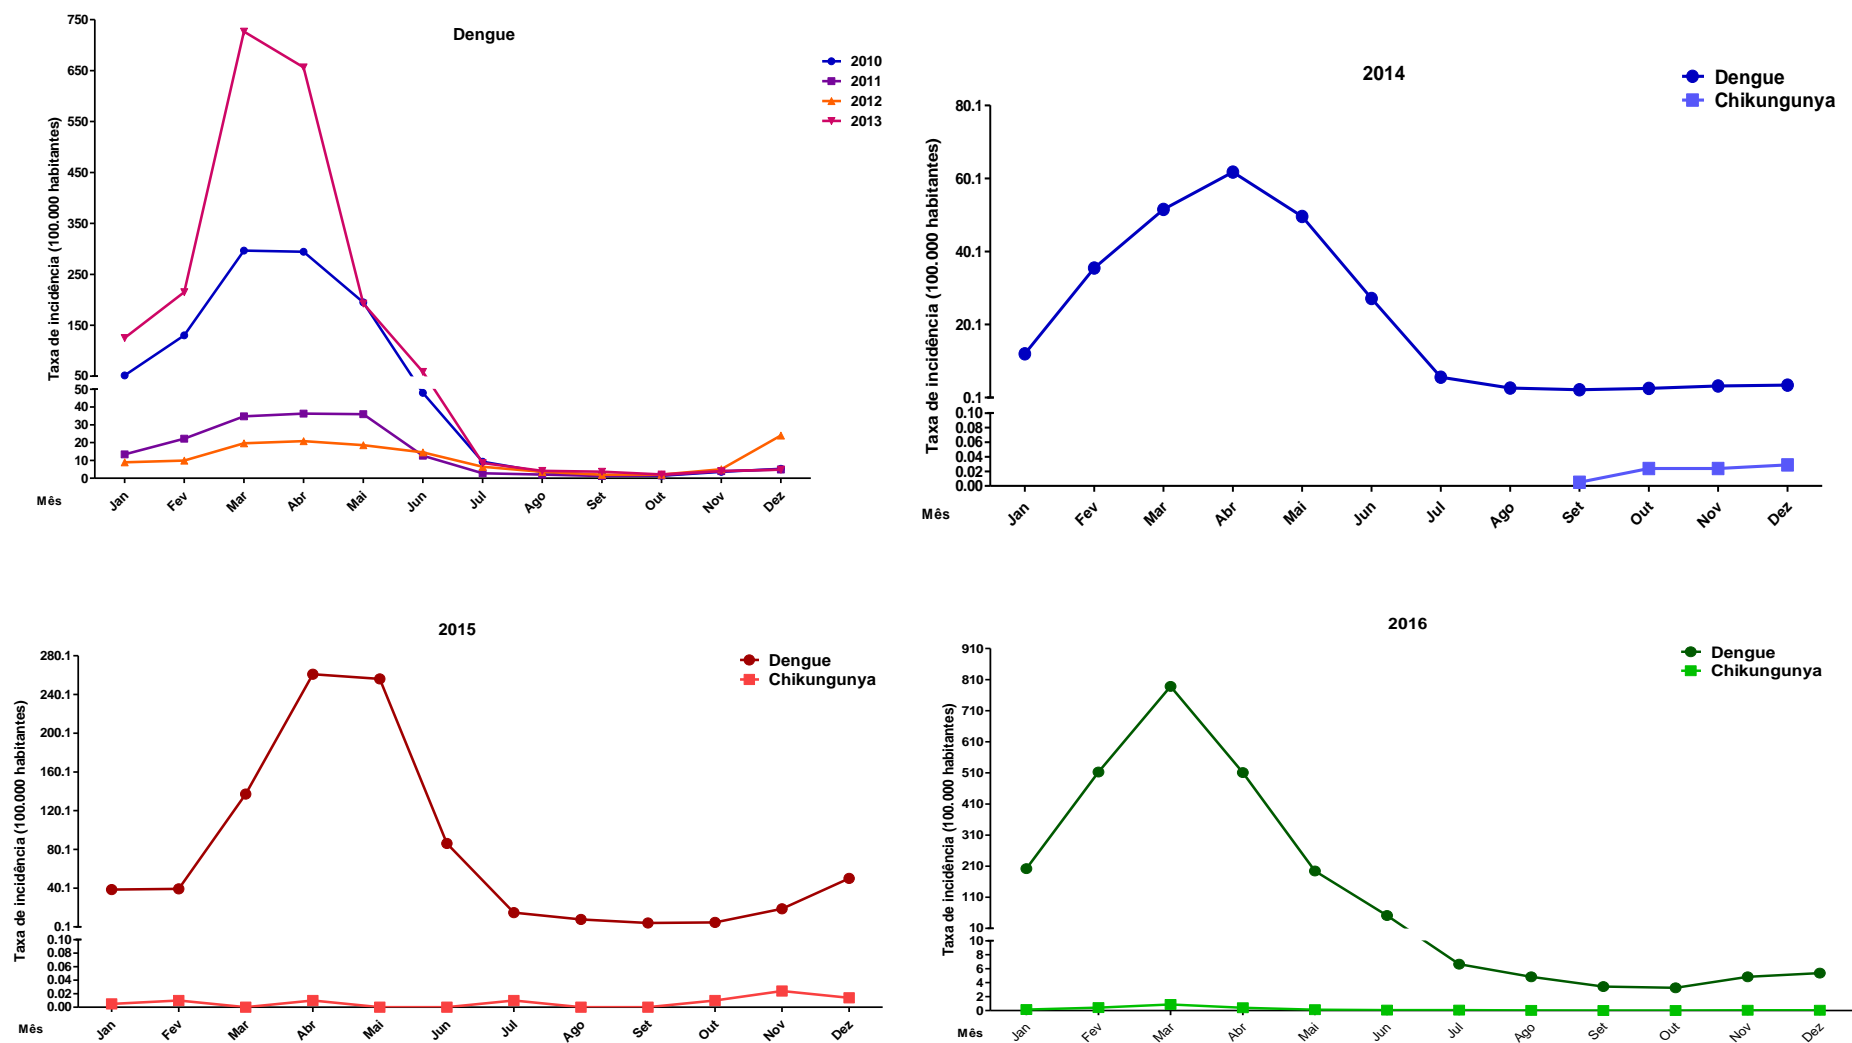 Dengue
2010
2011
2012
2013
Taxa de incidência (100.000 habitantes)
750
650
550
450
350
250
150
50
50
40
30
20
10
0
Mês
Jan
Fev
Mar
Abr
Mai
Jun
Jul
Ago
Set
Out
Nov
Dez
2014
Dengue
Chikungunya
Taxa de incidência (100.000 habitantes)
80.1
60.1
40.1
20.1
0.1
0.10
0.08
0.06
0.04
0.02
0.00
Mês
Jan
Fev
Mar
Abr
Mai
Jun
Jul
Ago
Set
Out
Nov
Dez
2015
Dengue
Chikungunya
Taxa de incidência (100.000 habitantes)
280.1
240.1
200.1
160.1
120.1
80.1
40.1
0.1
0.10
0.08
0.06
0.04
0.02
0.00
Mês
Jan
Fev
Mar
Abr
Mai
Jun
Jul
Ago
Set
Out
Nov
Dez
2016
Dengue
Chikungunya
Taxa de incidência (100.000 habitantes)
910
810
710
610
510
410
310
210
110
10
10
8
6
4
2
0
Mês
Jan
Fev
Mar
Abr
Mai
Jun
Jul
Ago
Set
Out
Nov
Dez